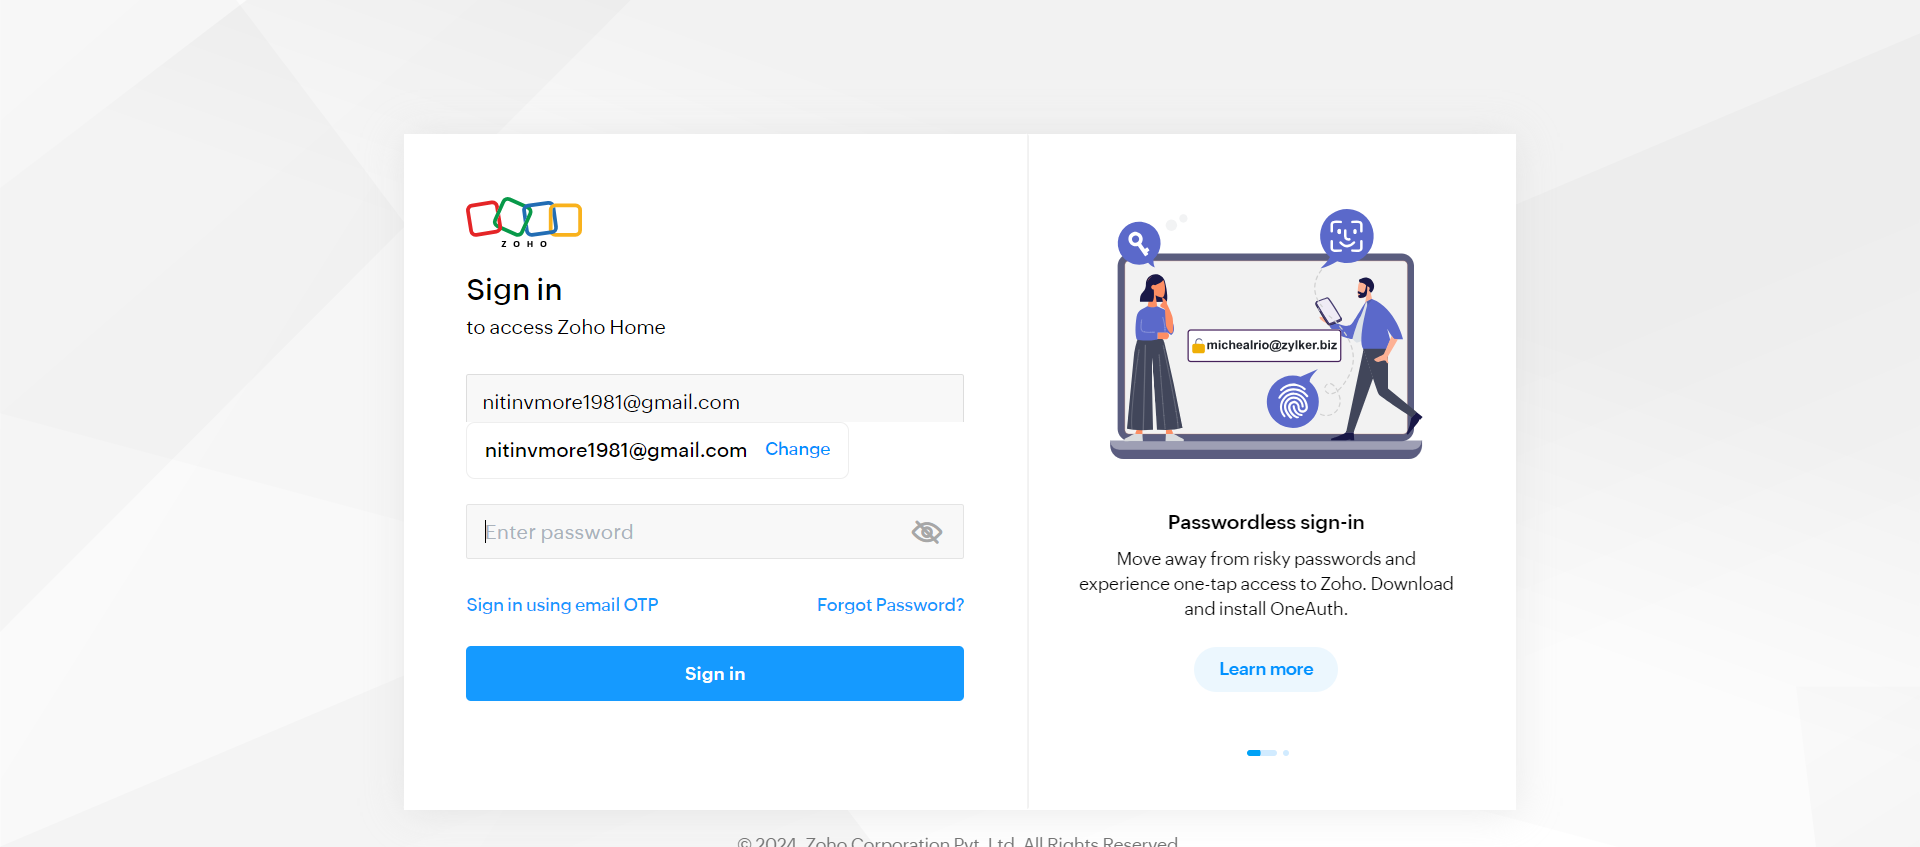 ZOHO
Sign in
to access Zoho Home
nitinvmore1981@gmail.com
nitinvmore1981@gmail.com Change
Enter password
Sign in using email OTP Forgot Password?
Sign in
michealrio@zylker.biz
Passwordless sign-in
Move away from risky passwords and
experience one-tap access to Zoho. Download
and install OneAuth.
Learn more
© 2024, Zoho Corporation Pvt. Ltd. All Rights Reserved.